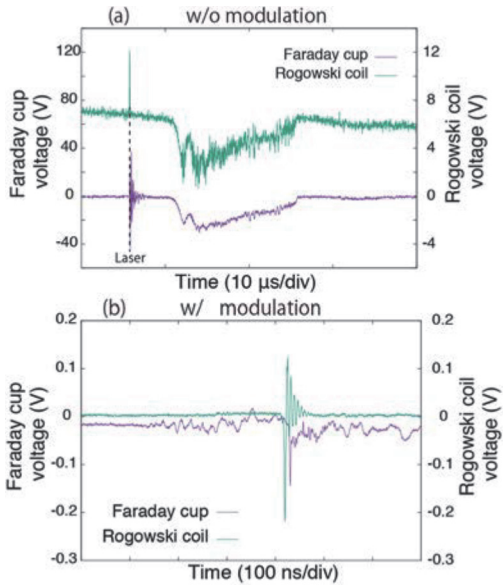 (a) w/o modulation
Faraday cup
Rogowski coil
Faraday cup
voltage (V)
120
80
40
0
-40
12
8
4
0
-4
Rogowski coil
voltage (V)
Laser
Time (10 µs/div)
(b) w/ modulation
Faraday cup
voltage (V)
0.2
0.1
0
-0.1
-0.2
-0.3
0.2
0.1
0
-0.1
-0.2
-0.3
Rogowski coil
voltage (V)
Faraday cup
Rogowski coil
Time (100 ns/div)